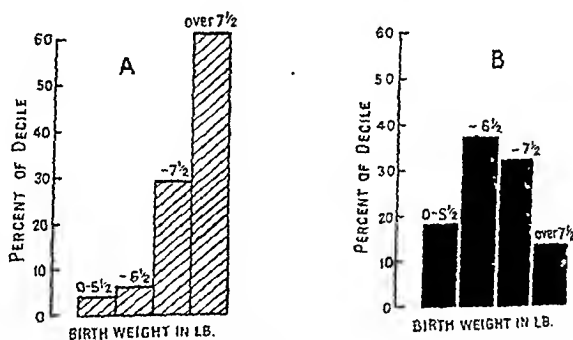 over 7½
60
A
50
40
30
20
10
0
PERCENT OF DECILE
-7½
0-5½
-6½
BIRTH WEIGHT IN LB.
60
B
50
40
30
20
10
0
PERCENT OF DECILE
-6½
-7½
0-5½
over 7½
BIRTH WEIGHT IN LB.